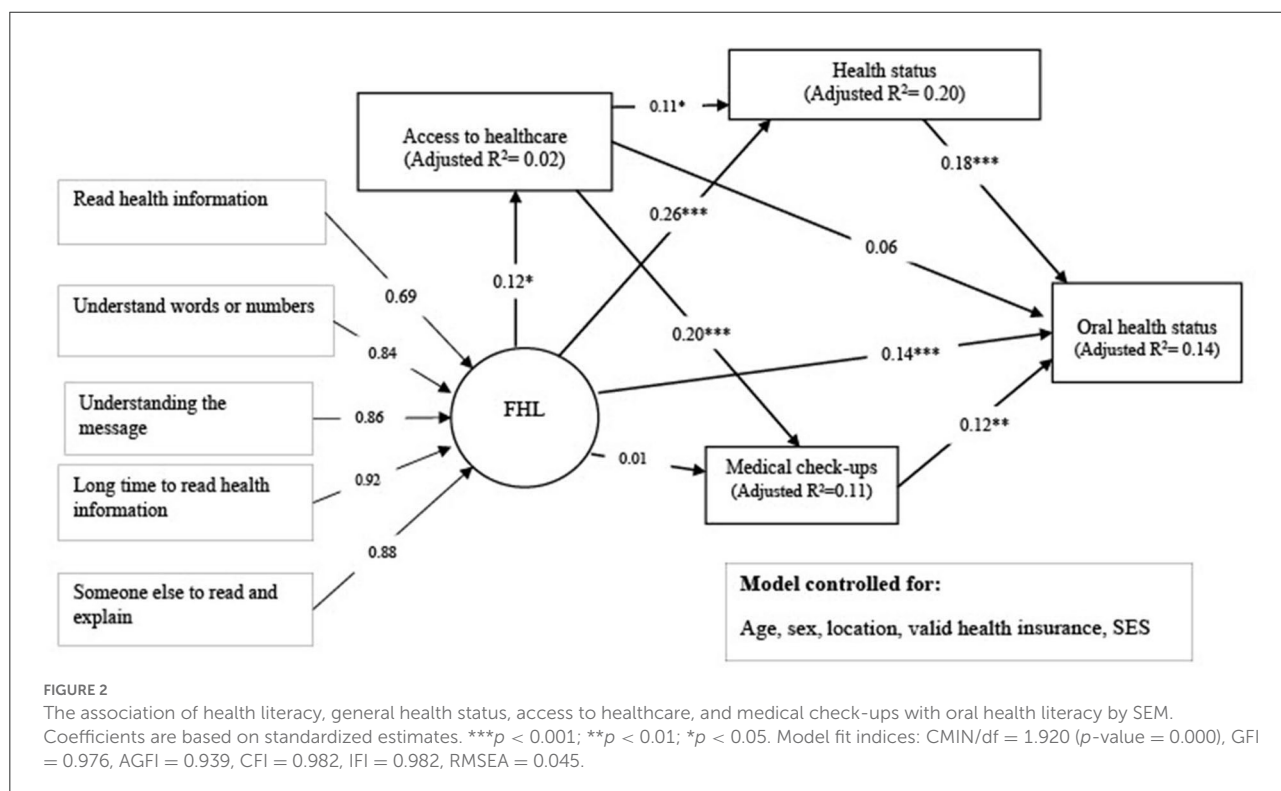 Health status
(Adjusted R²= 0.20)
0.11*
Access to healthcare
(Adjusted R²= 0.02)
0.18***
Read health information
0.26***
0.06
0.12*
0.69
Understand words or numbers
0.20***
Oral health status
(Adjusted R²= 0.14)
0.84
0.14***
Understanding the
message
0.86
FHL
0.12**
0.01
Medical check-ups
(Adjusted R²=0.11)
Long time to read health
information
0.92
0.88
Someone else to read and
explain
Model controlled for:
Age, sex, location, valid health insurance, SES
FIGURE 2
The association of health literacy, general health status, access to healthcare, and medical check-ups with oral health literacy by SEM.
Coefficients are based on standardized estimates. ***p < 0.001; **p < 0.01; *p < 0.05. Model fit indices: CMIN/df = 1.920 (p-value = 0.000), GFI
= 0.976, AGFI = 0.939, CFI = 0.982, IFI = 0.982, RMSEA = 0.045.